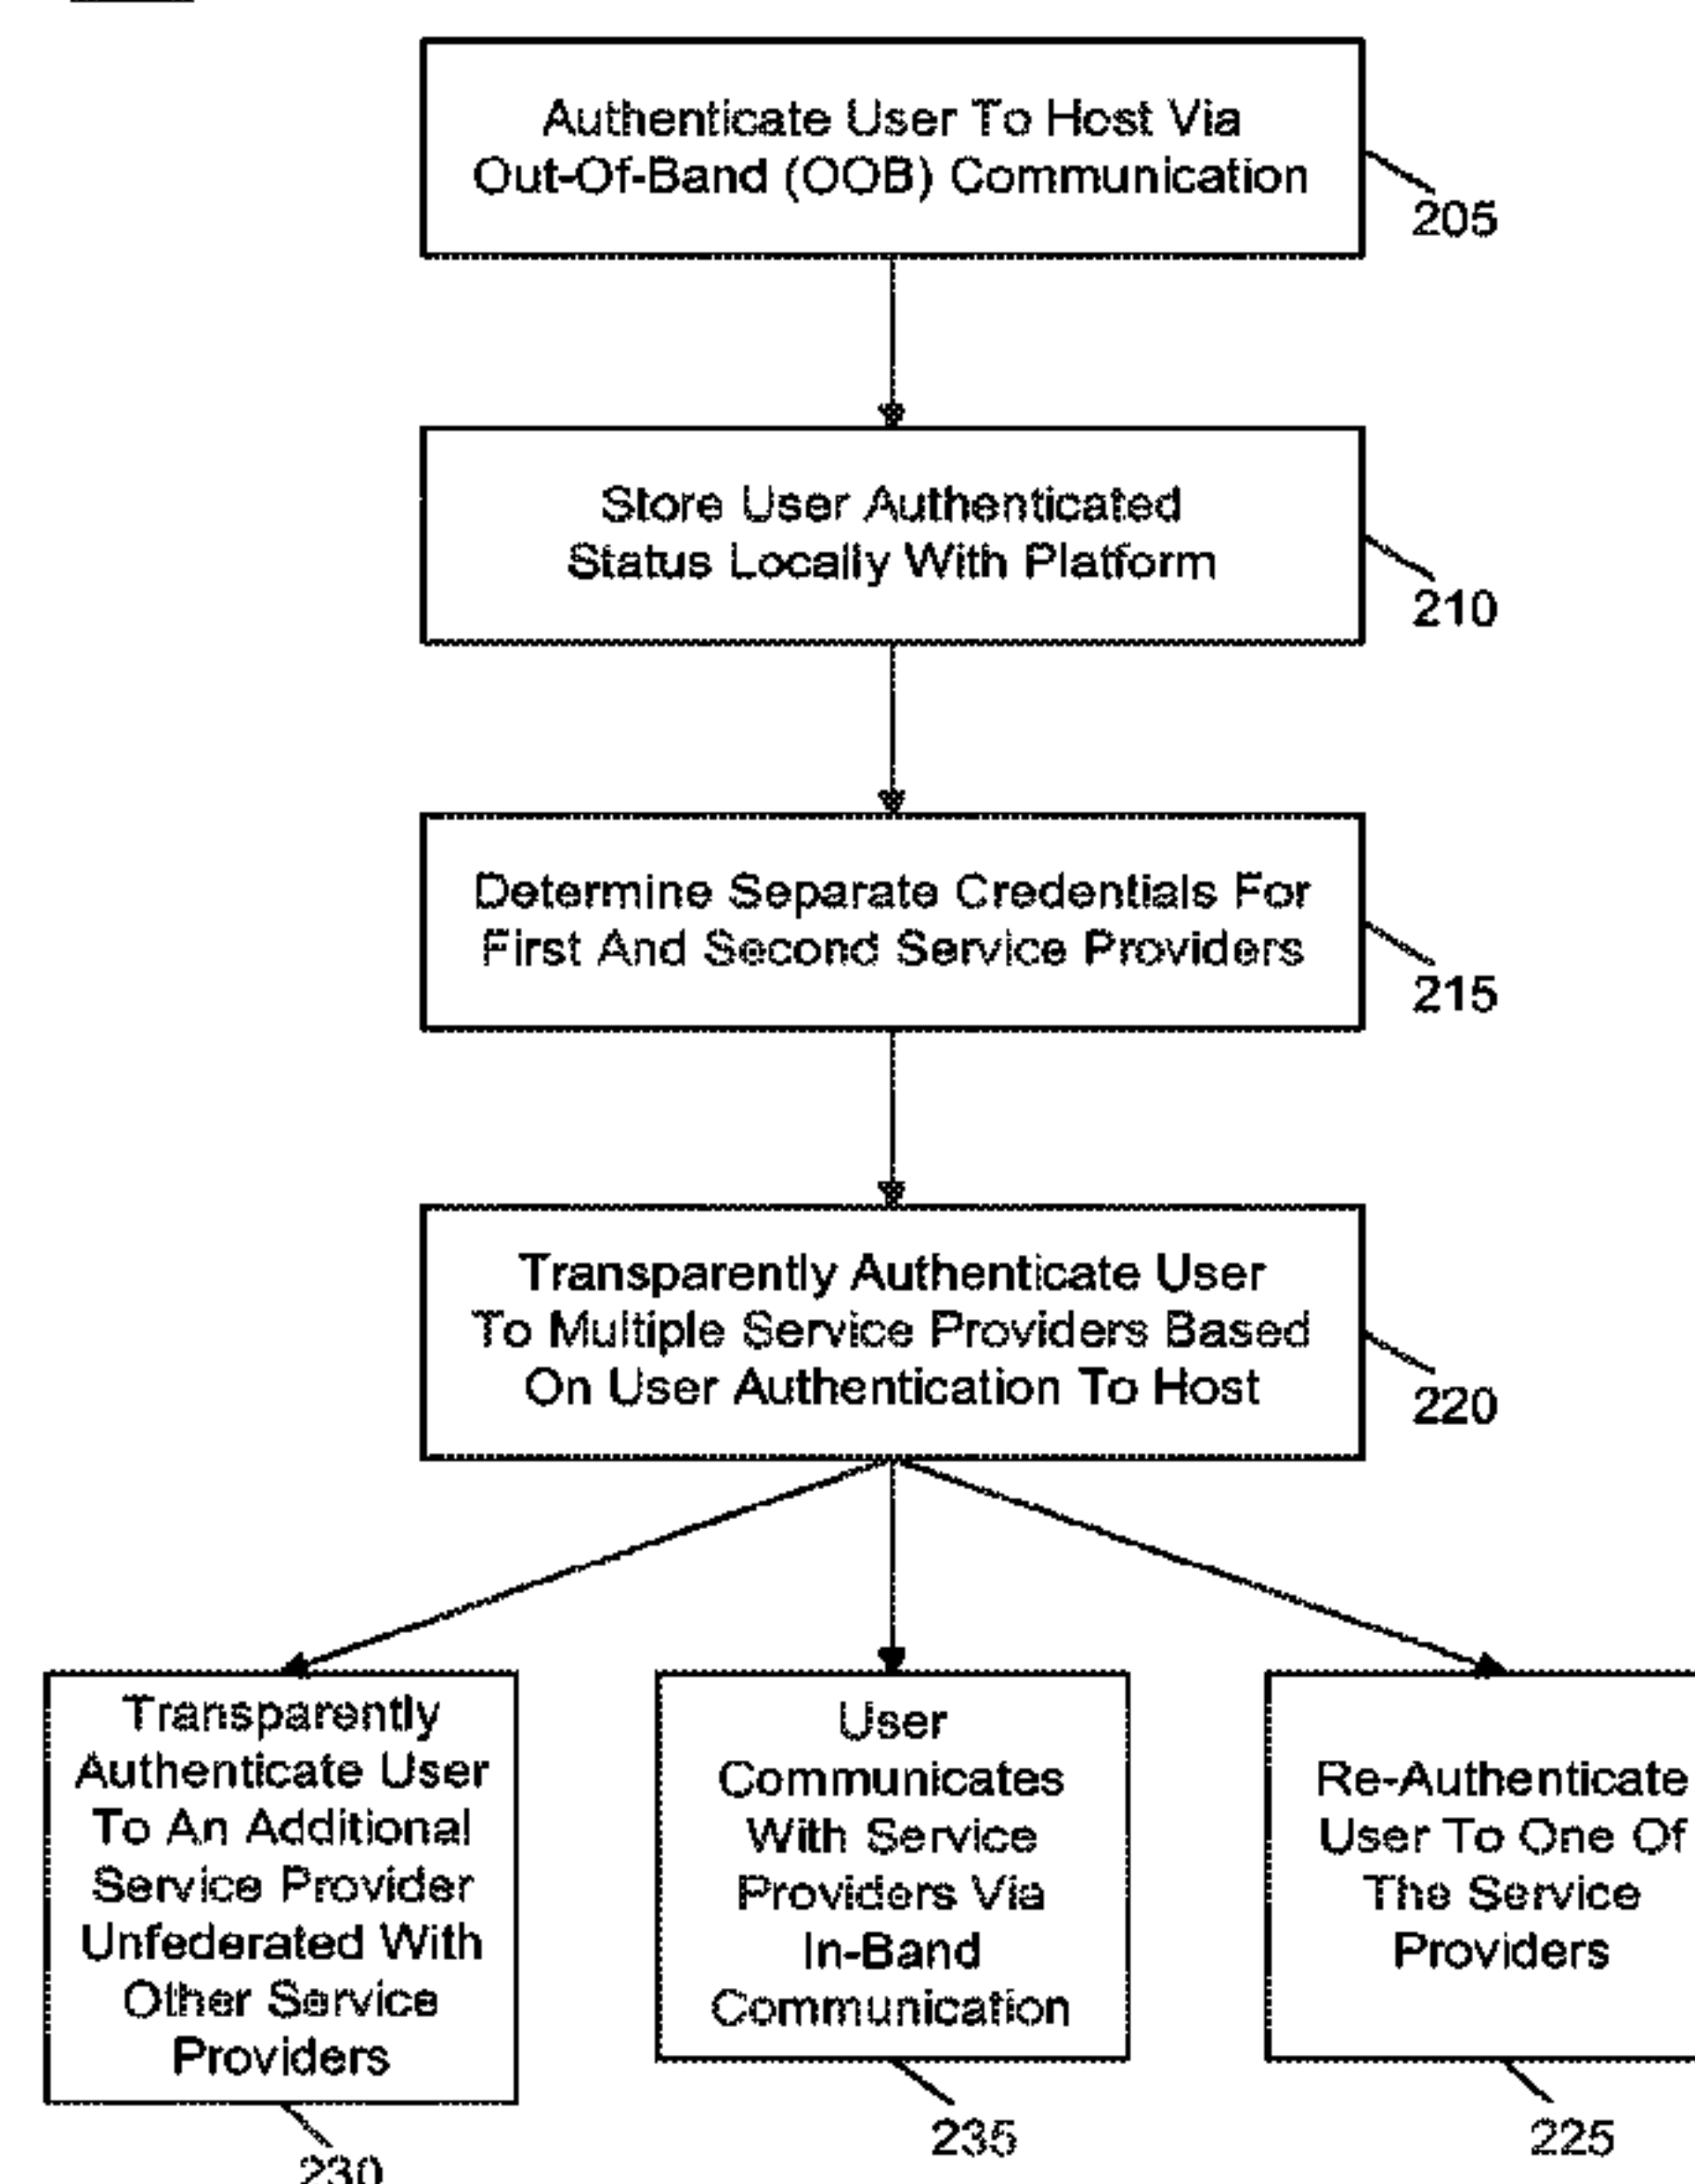 Authenticate User To Host Via
Out-Of-Band (OOB) Communication
205
Store User Authenticated
Status Locally With Platform
210
Determine Separate Credentials For
First And Second Service Providers
215
Transparently Authenticate User
To Multiple Service Providers Based
On User Authentication To Host
220
Transparently
Authenticate User
To An Additional
Service Provider
Unfederated With
Other Service
Providers
230
User
Communicates
With Service
Providers Via
In-Band
Communication
235
Re-Authenticate
User To One Of
The Service
Providers
225